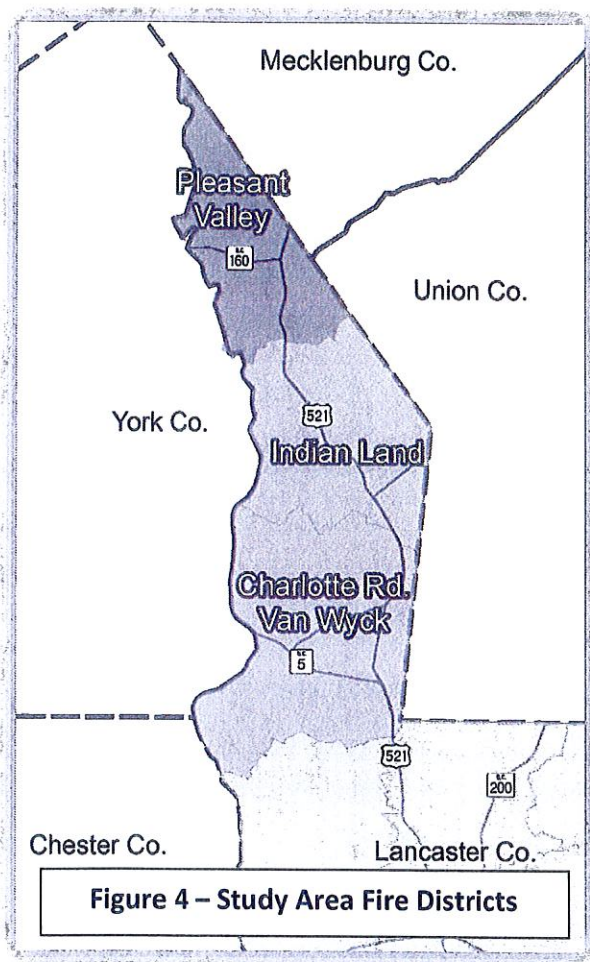 Mecklenburg Co.
Pleasant
Valley
S.C.
160
Union Co.
York Co.
521
Indian Land
Charlotte Rd.
Van Wyck
S.C.
5
521
S.C.
200
Chester Co.
Lancaster Co.
Figure 4 – Study Area Fire Districts